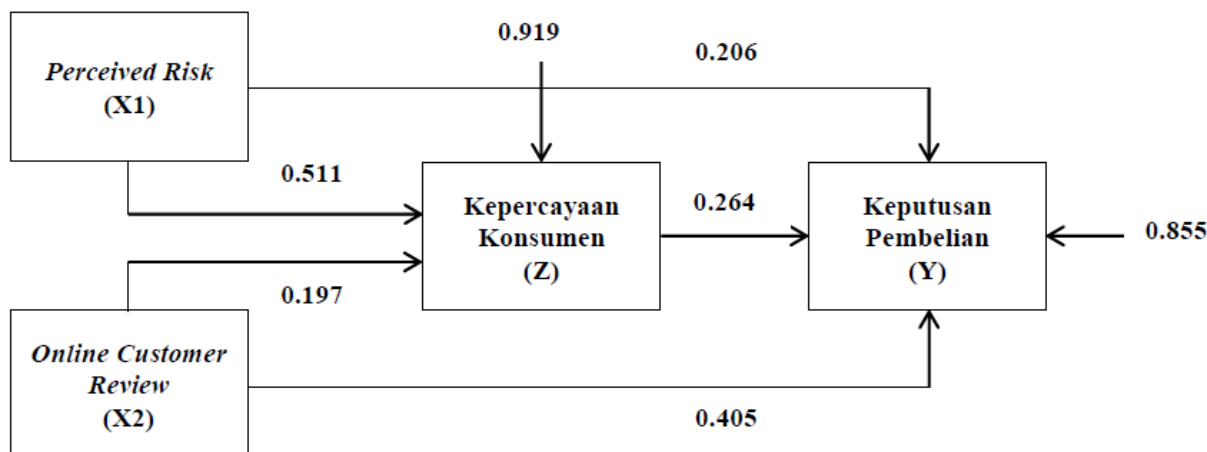 0.919
0.206
Perceived Risk
(X1)
0.511
Kepercayaan
Konsumen
(Z)
0.264
Keputusan
Pembelian
(Y)
0.855
0.197
Online Customer
Review
(X2)
0.405